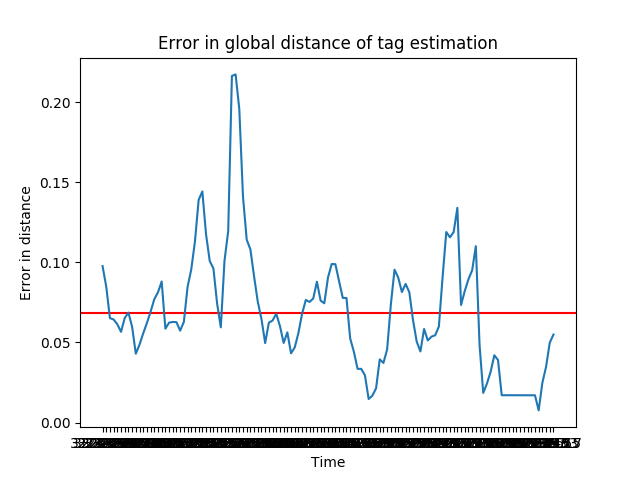 Error in global distance of tag estimation
Error in distance
0.20
0.15
0.10
0.05
0.00
Time